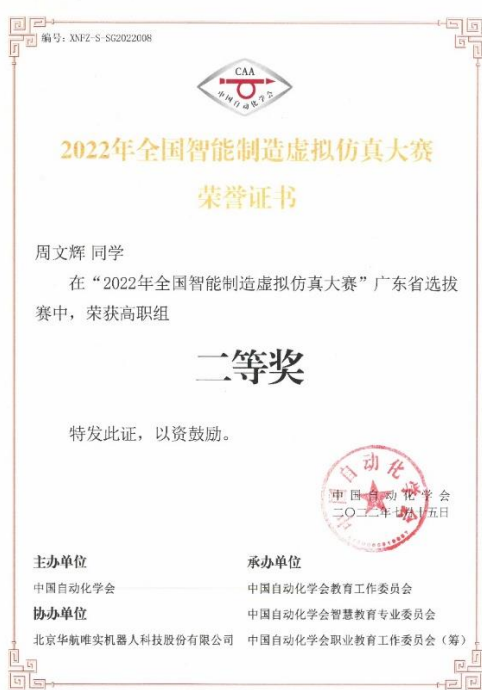 编号：XNFZ-S-SG2022008
CAA
中国自动化学会
2022年全国智能制造虚拟仿真大赛
荣誉证书
周文辉 同学
在“2022年全国智能制造虚拟仿真大赛”广东省选拔
赛中，荣获高职组
二等奖
特发此证，以资鼓励。
中国自动化学会
中国自动化学会
二〇二二年七月十五日
主办单位
中国自动化学会
协办单位
北京华航唯实机器人科技股份有限公司
承办单位
中国自动化学会教育工作委员会
中国自动化学会智慧教育专业委员会
中国自动化学会职业教育工作委员会（筹）